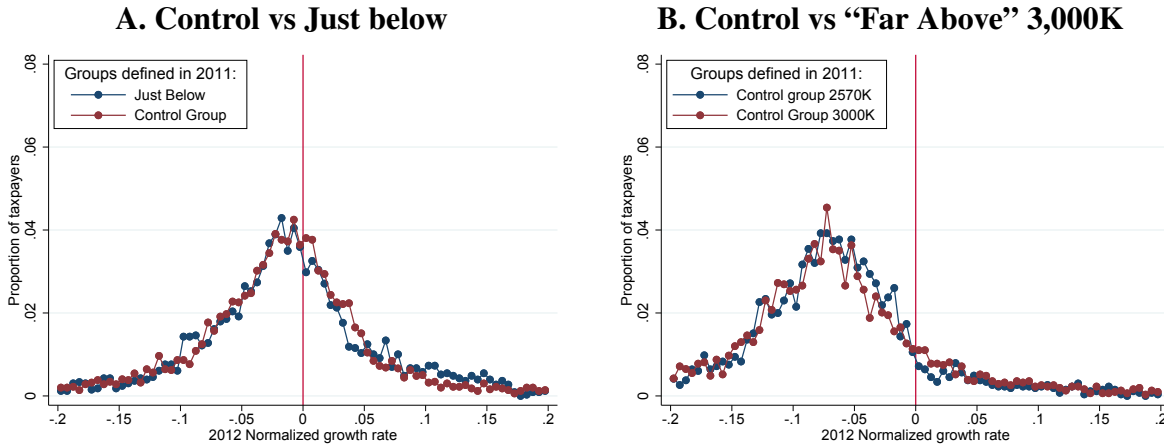 A. Control vs Just below
Groups defined in 2011:
Just Below
Control Group
Proportion of taxpayers
0
.02
.04
.06
.08
-.2
-.15
-.1
-.05
0
.05
.1
.15
.2
2012 Normalized growth rate
B. Control vs “Far Above” 3,000K
Groups defined in 2011:
Control group 2570K
Control Group 3000K
Proportion of taxpayers
0
.02
.04
.06
.08
-.2
-.15
-.1
-.05
0
.05
.1
.15
.2
2012 Normalized growth rate